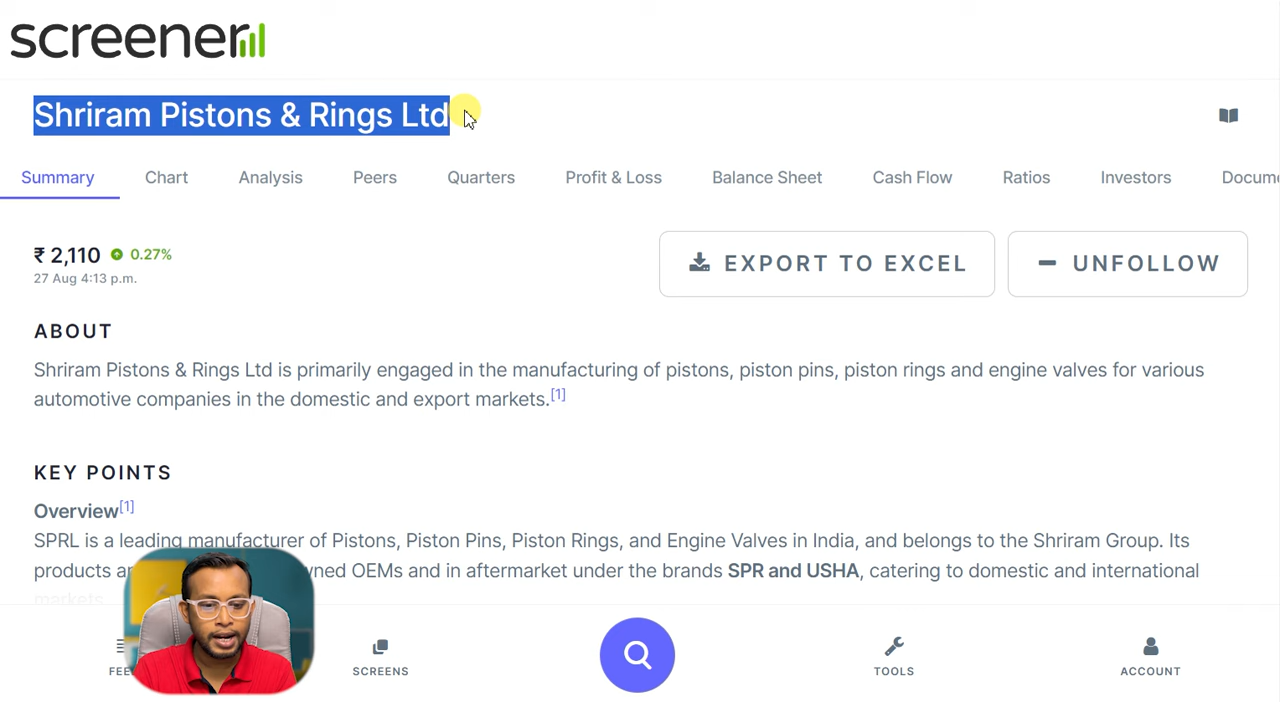 screener
Shriram Pistons & Rings Ltd
Summary Chart Analysis Peers Quarters Profit & Loss Balance Sheet Cash Flow Ratios Investors Docume
₹ 2,110 0.27%
27 Aug 4:13 p.m.
EXPORT TO EXCEL
UNFOLLOW
ABOUT
Shriram Pistons & Rings Ltd is primarily engaged in the manufacturing of pistons, piston pins, piston rings and engine valves for various
automotive companies in the domestic and export markets.[1]
KEY POINTS
Overview[1]
SPRL is a leading manufacturer of Pistons, Piston Pins, Piston Rings, and Engine Valves in India, and belongs to the Shriram Group. Its
products ned OEMs and in aftermarket under the brands SPR and USHA, catering to domestic and international
markets.
FEE SCREENS TOOLS ACCOUNT